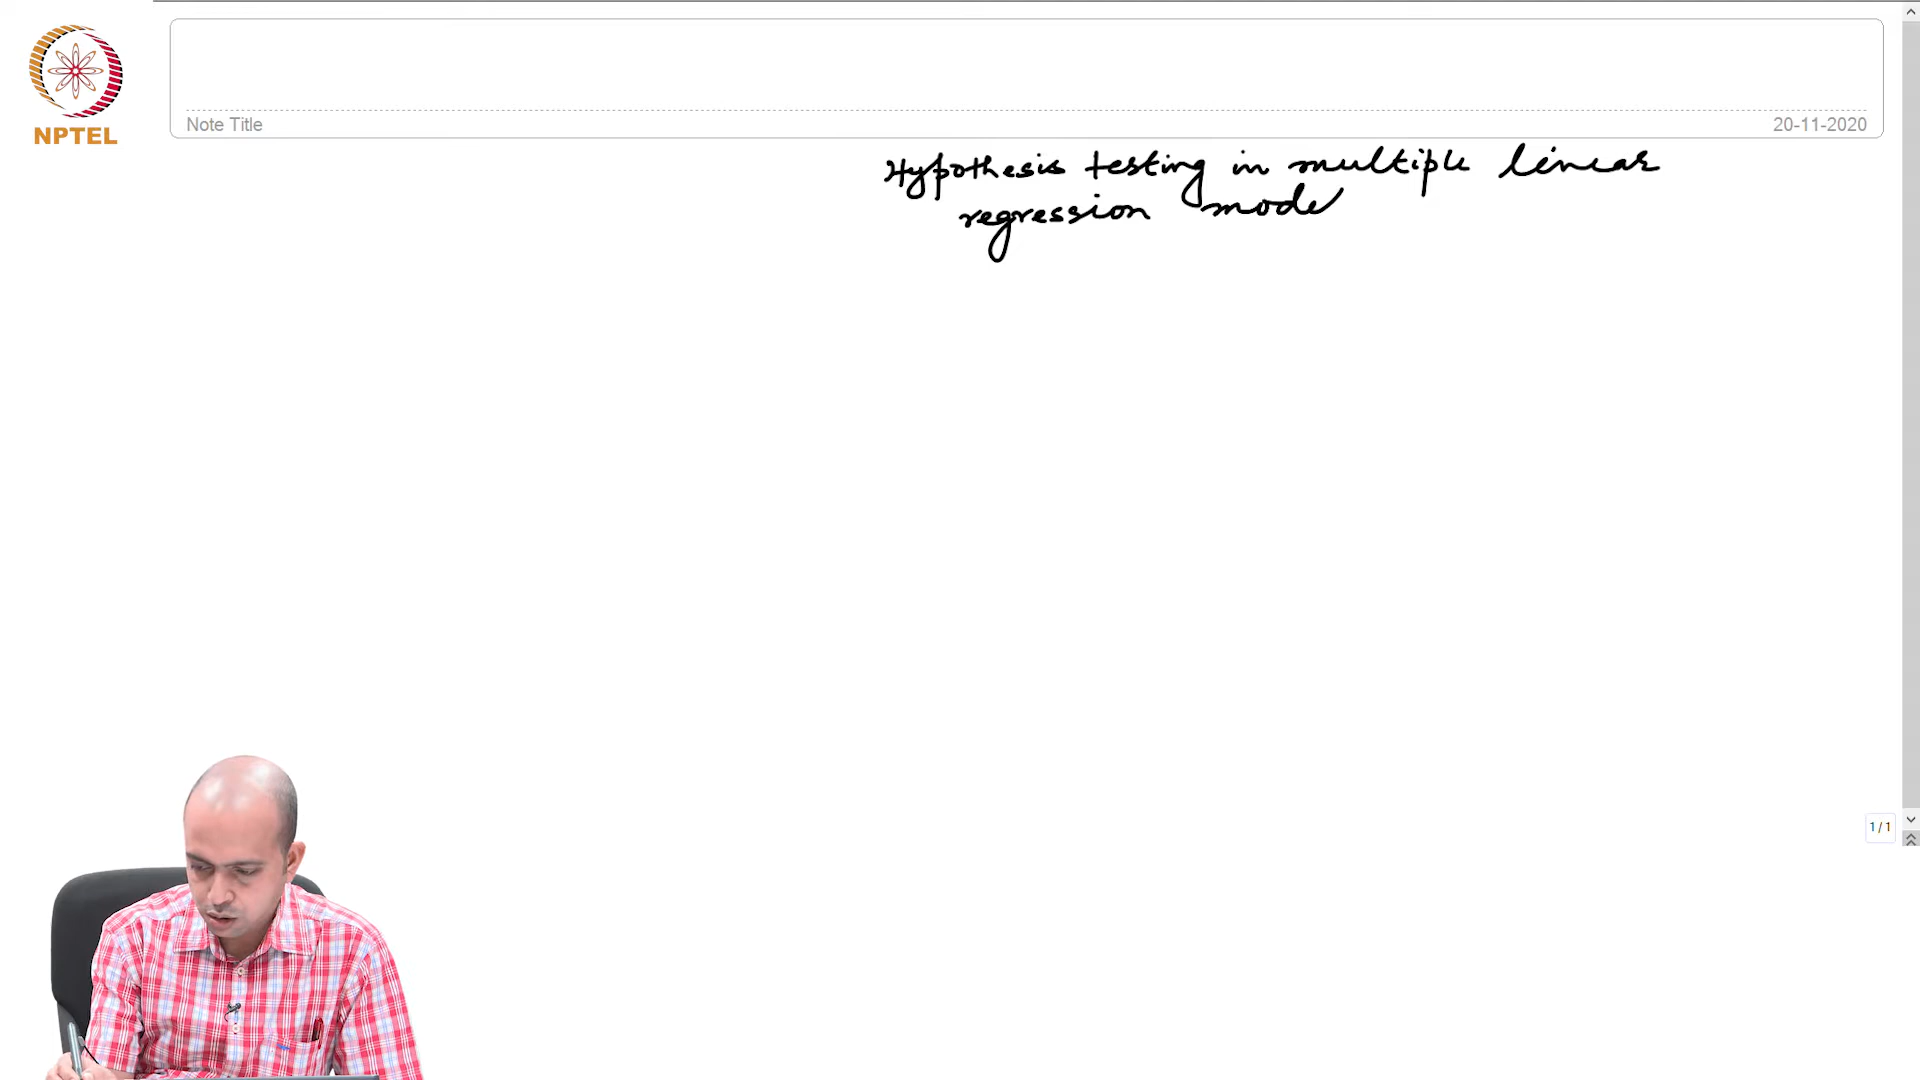 NPTEL
Note Title
20-11-2020
Hypothesis testing in multiple linear
regression mode
1 / 1